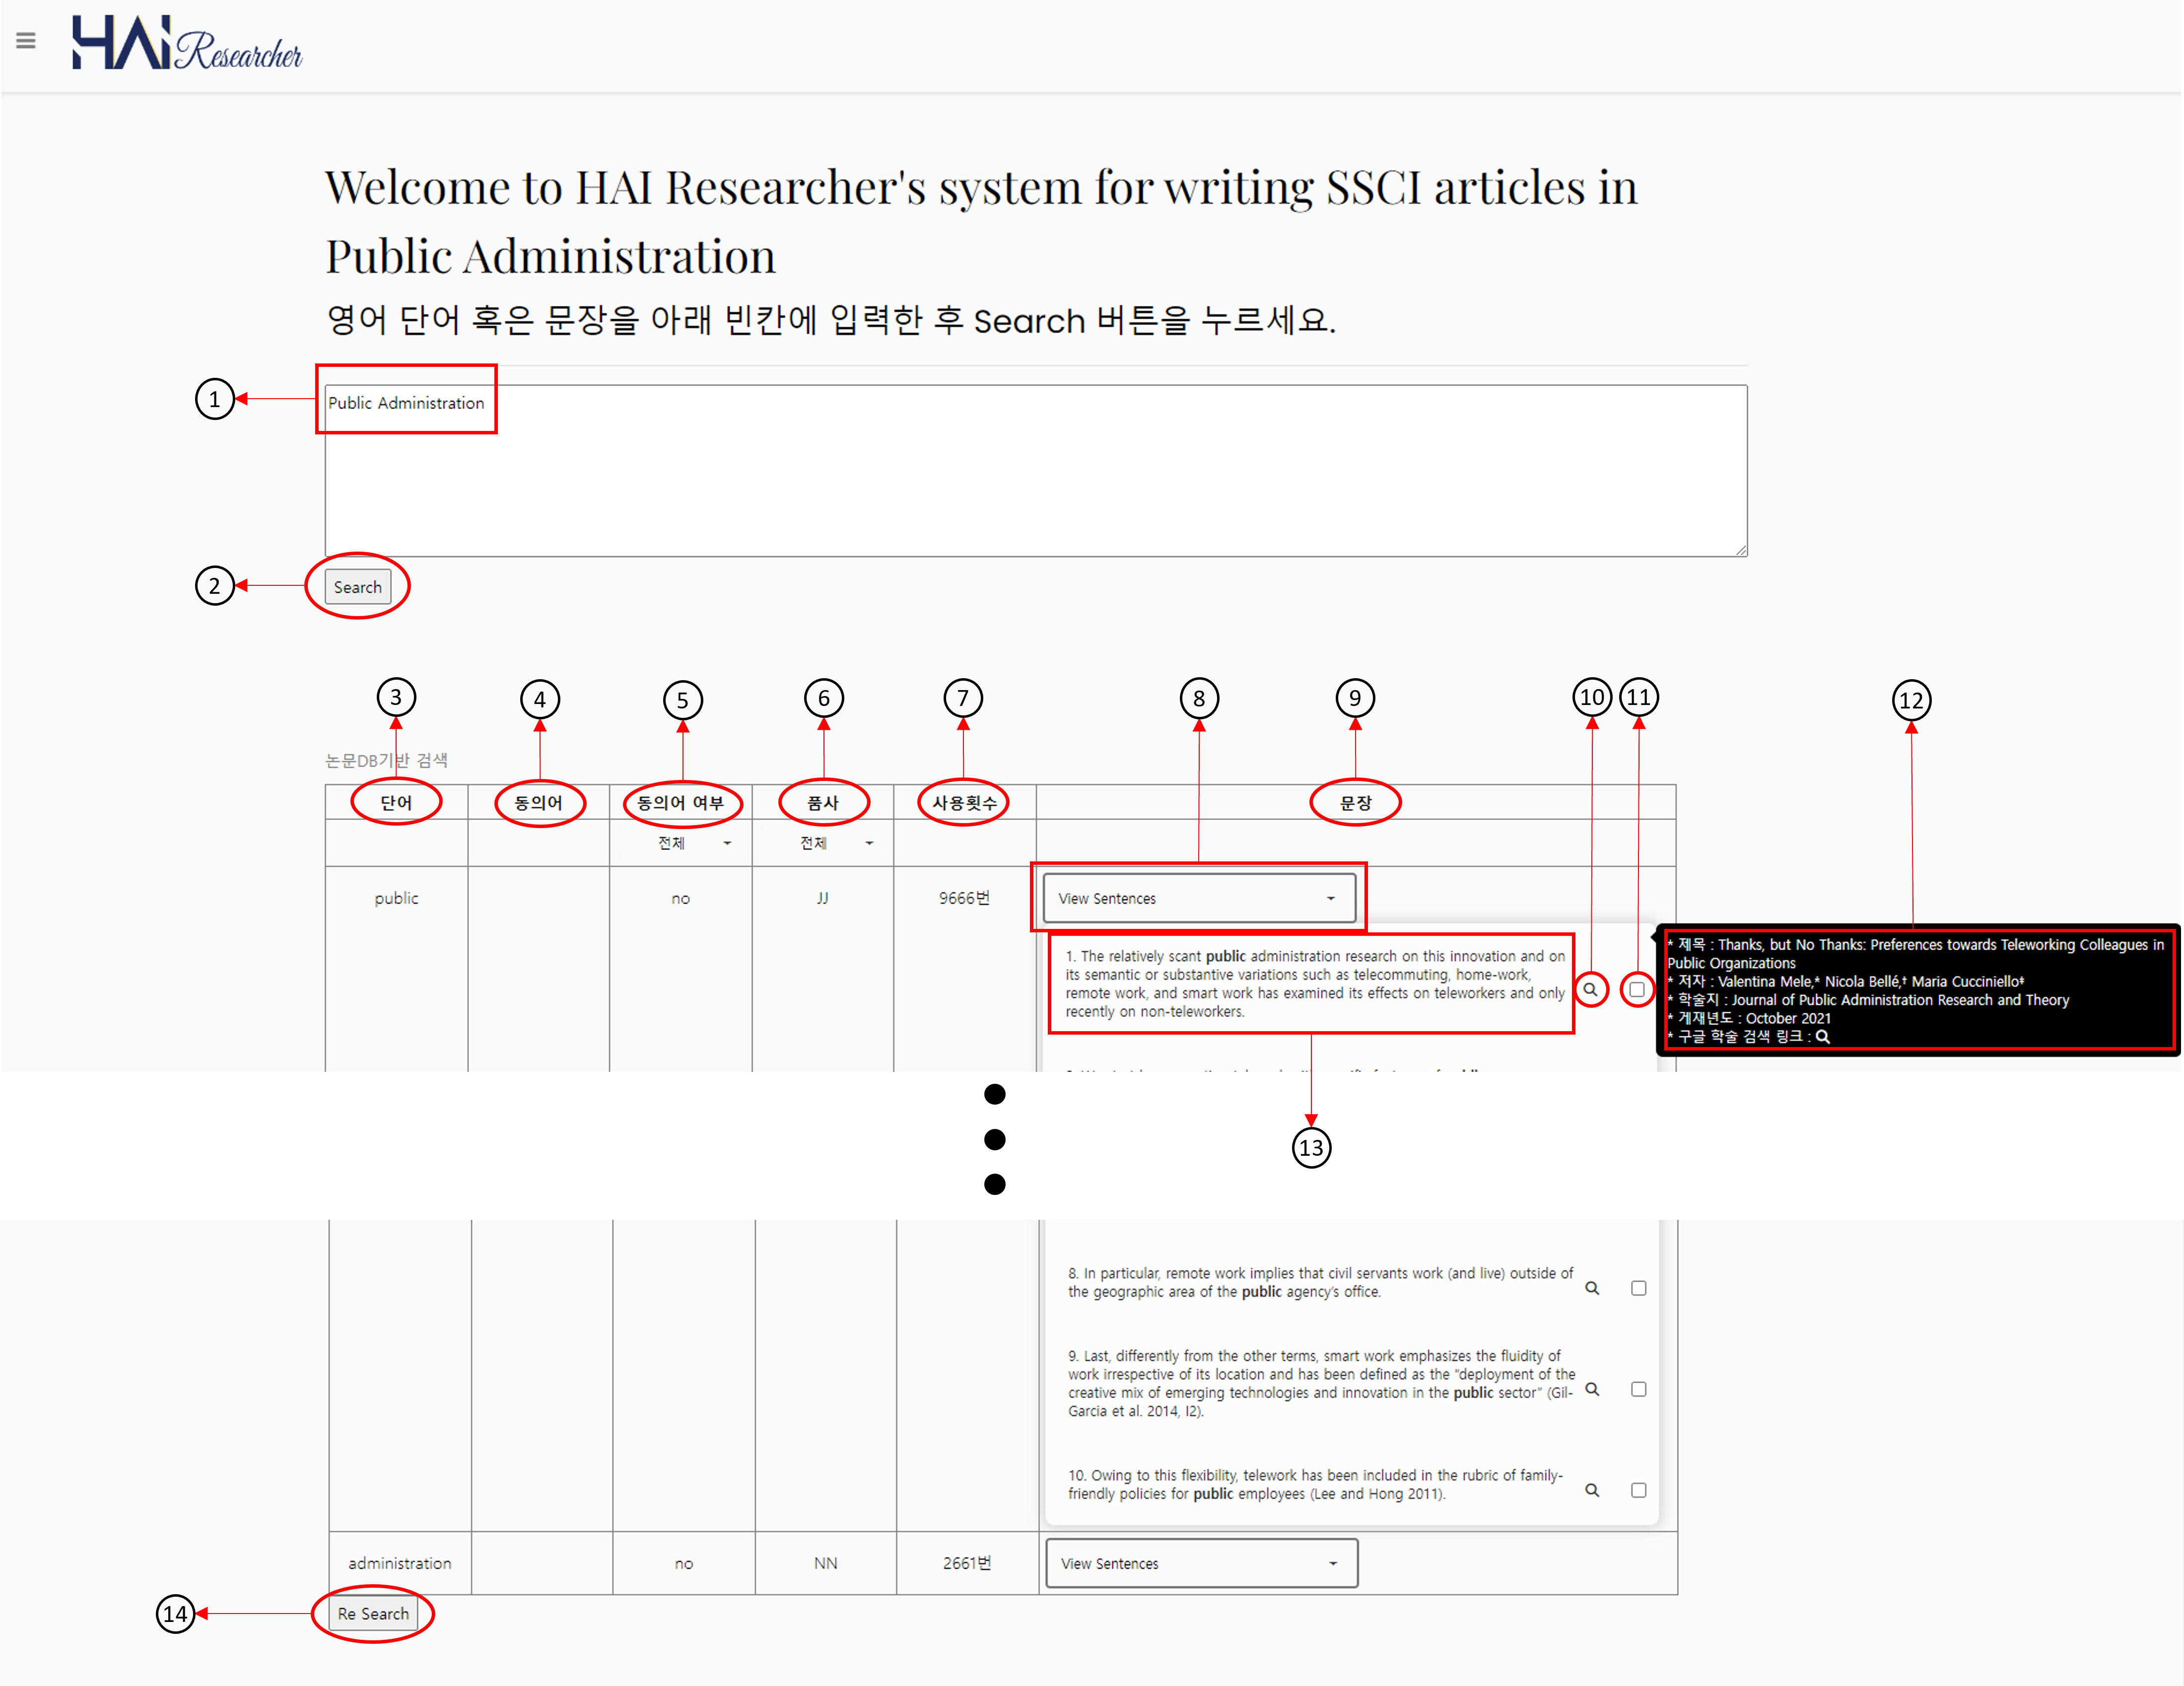 HAI Researcher
Welcome to HAI Researcher's system for writing SSCI articles in
Public Administration
영어 단어 혹은 문장을 아래 빈칸에 입력한 후 Search 버튼을 누르세요.
1
Public Administration
2
Search
3 4 5 6 7 8 9 10 11 12
논문DB기반 검색
단어 동의어 동의어 여부 품사 사용횟수 문장
전체 전체
public no JJ 9666번 View Sentences
1. The relatively scant public administration research on this innovation and on
its semantic or substantive variations such as telecommuting, home-work,
remote work, and smart work has examined its effects on teleworkers and only
recently on non-teleworkers.
* 제목 : Thanks, but No Thanks: Preferences towards Teleworking Colleagues in
Public Organizations
* 저자 : Valentina Mele,* Nicola Bellé,† Maria Cucciniello‡
* 학술지 : Journal of Public Administration Research and Theory
* 게재년도 : October 2021
* 구글 학술 검색 링크 :
13
8. In particular, remote work implies that civil servants work (and live) outside of
the geographic area of the public agency's office.
9. Last, differently from the other terms, smart work emphasizes the fluidity of
work irrespective of its location and has been defined as the “deployment of the
creative mix of emerging technologies and innovation in the public sector” (Gil-
Garcia et al. 2014, I2).
10. Owing to this flexibility, telework has been included in the rubric of family-
friendly policies for public employees (Lee and Hong 2011).
administration no NN 2661번 View Sentences
14
Re Search